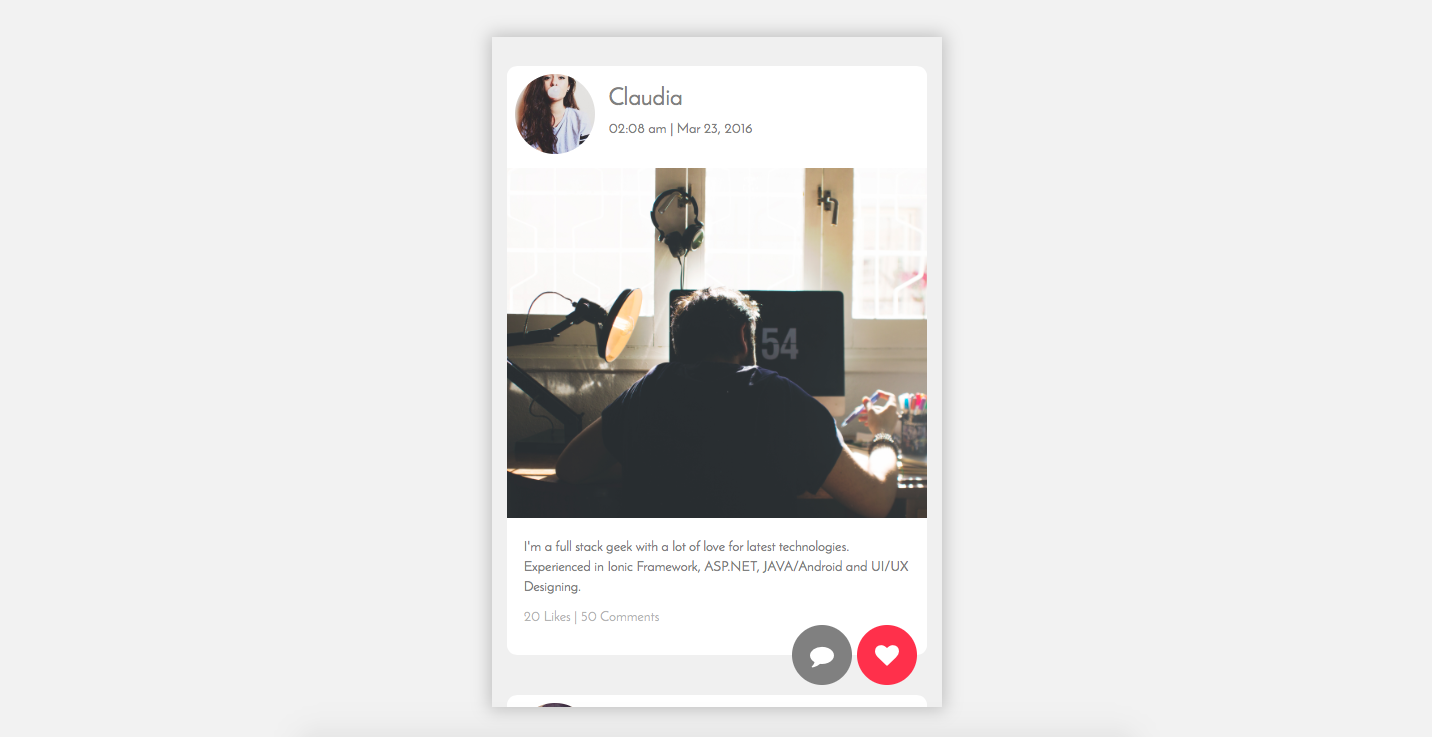 Claudia
02:08 am | Mar 23, 2016
54
I'm a full stack geek with a lot of love for latest technologies.
Experienced in Ionic Framework, ASP.NET, JAVA/Android and UI/UX
Designing.
20 Likes | 50 Comments